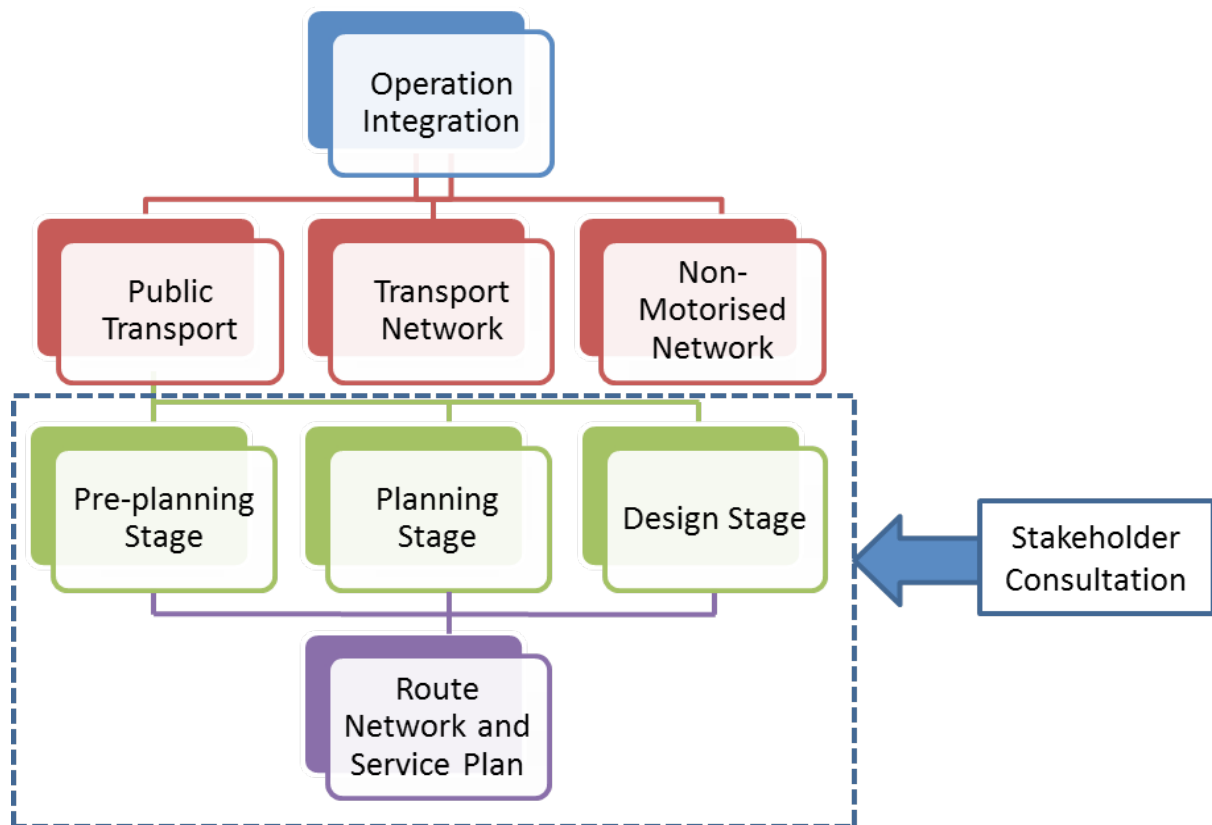 Operation
Integration
Public
Transport
Transport
Network
Non-
Motorised
Network
Pre-planning
Stage
Planning
Stage
Design Stage
Stakeholder
Consultation
Route
Network and
Service Plan